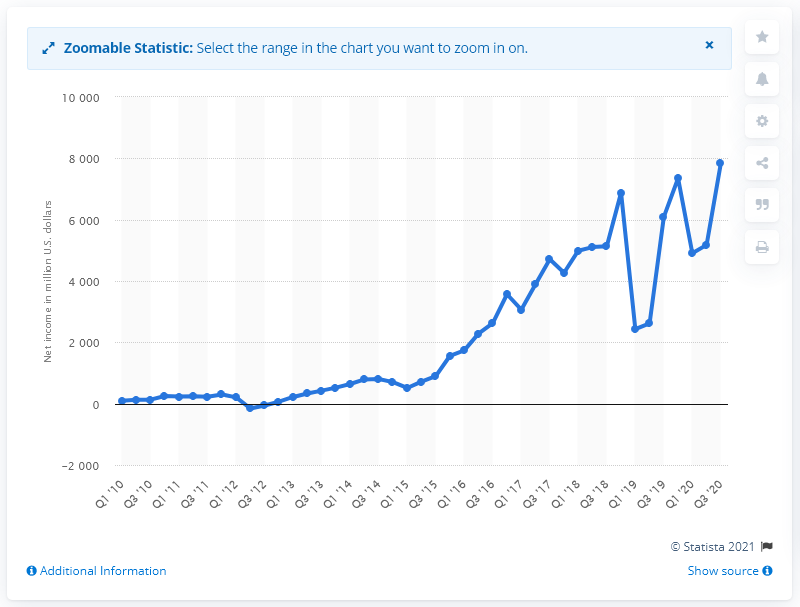 Zoomable Statistic: Select the range in the chart you want to zoom in on. ×
10 000
8 000
6 000
4 000
2 000
0
−2 000
Net income in million U.S. dollars
Q1 '10 Q3 '10 Q1 '11 Q3 '11 Q1 '12 Q3 '12 Q1 '13 Q3 '13 Q1 '14 Q3 '14 Q1 '15 Q3 '15 Q1 '16 Q3 '16 Q1 '17 Q3 '17 Q1 '18 Q3 '18 Q1 '19 Q3 '19 Q1 '20 Q3 '20
© Statista 2021
Additional Information Show source